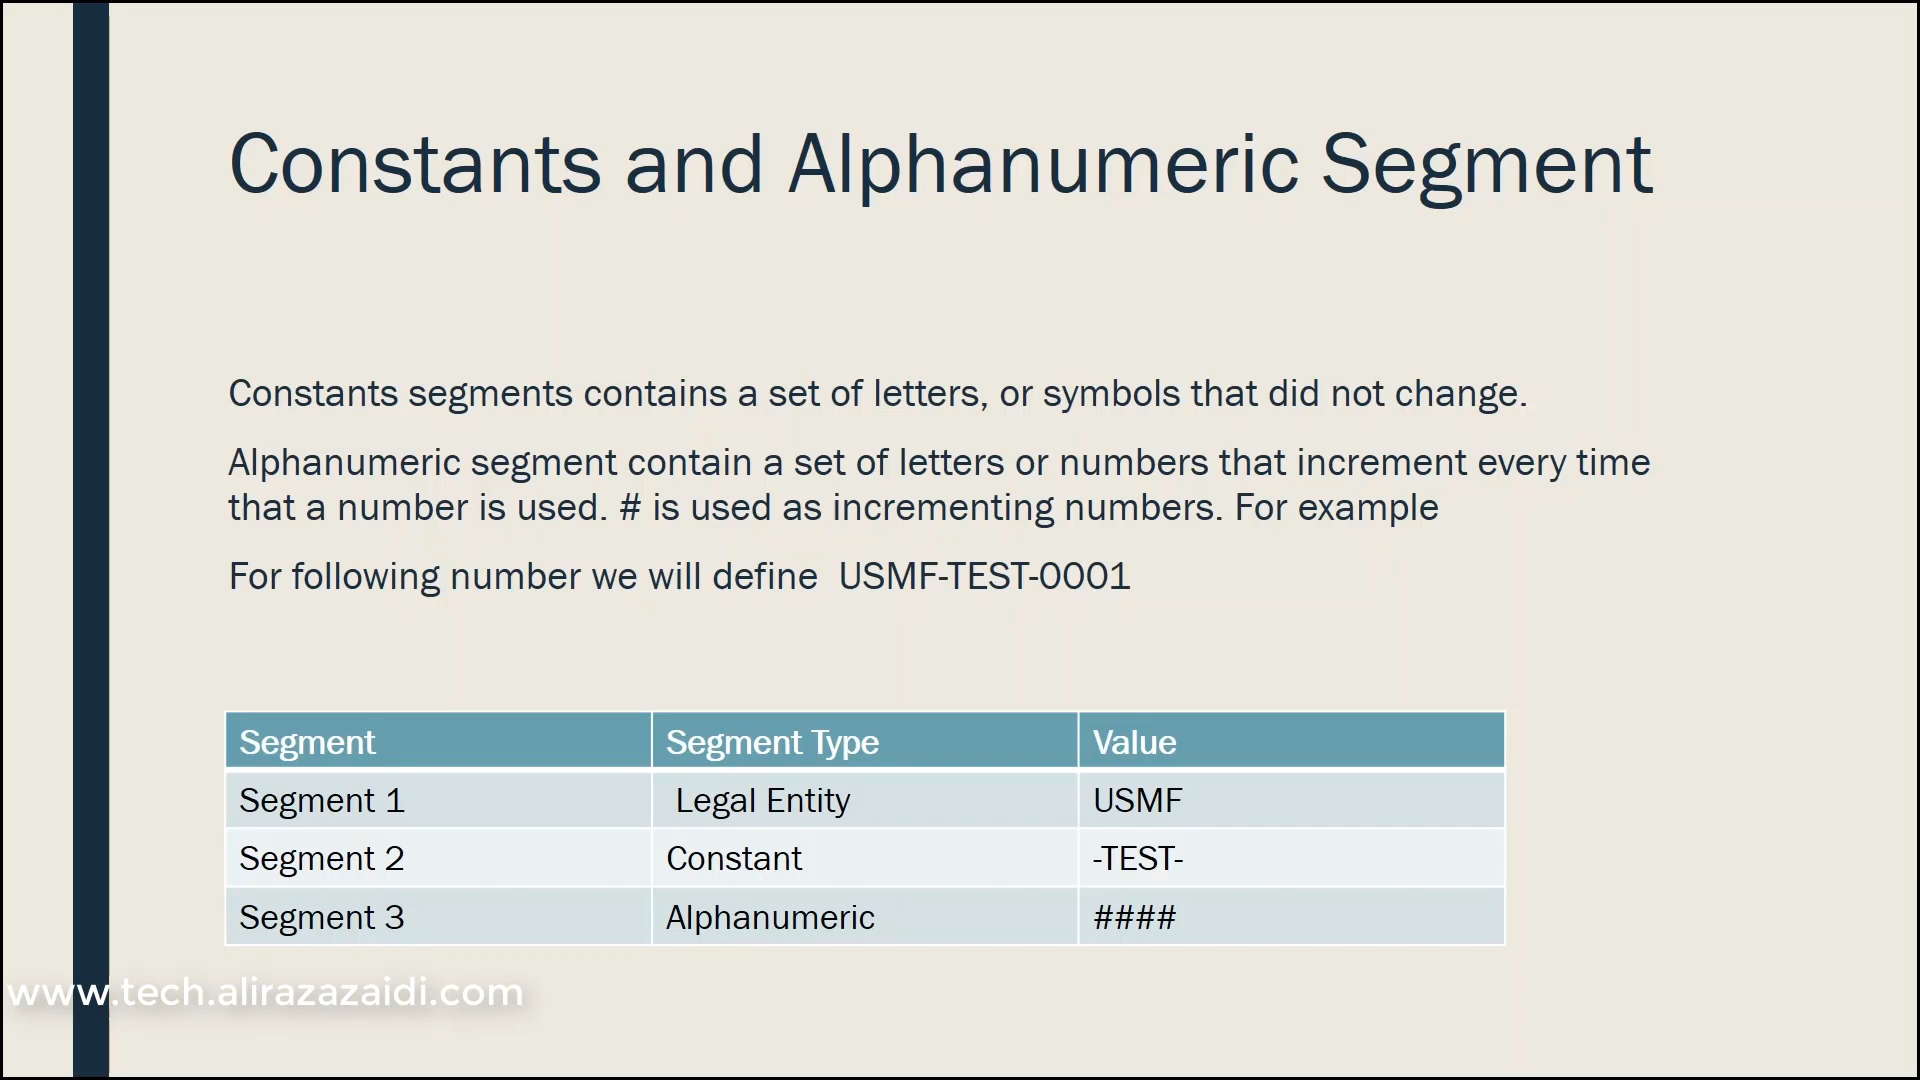 Constants and Alphanumeric Segment
Constants segments contains a set of letters, or symbols that did not change.
Alphanumeric segment contain a set of letters or numbers that increment every time
that a number is used. # is used as incrementing numbers. For example
For following number we will define  USMF-TEST-0001
Segment Segment Type Value
Segment 1 Legal Entity USMF
Segment 2 Constant -TEST-
Segment 3 Alphanumeric ####
www.tech.alirazazaidi.com